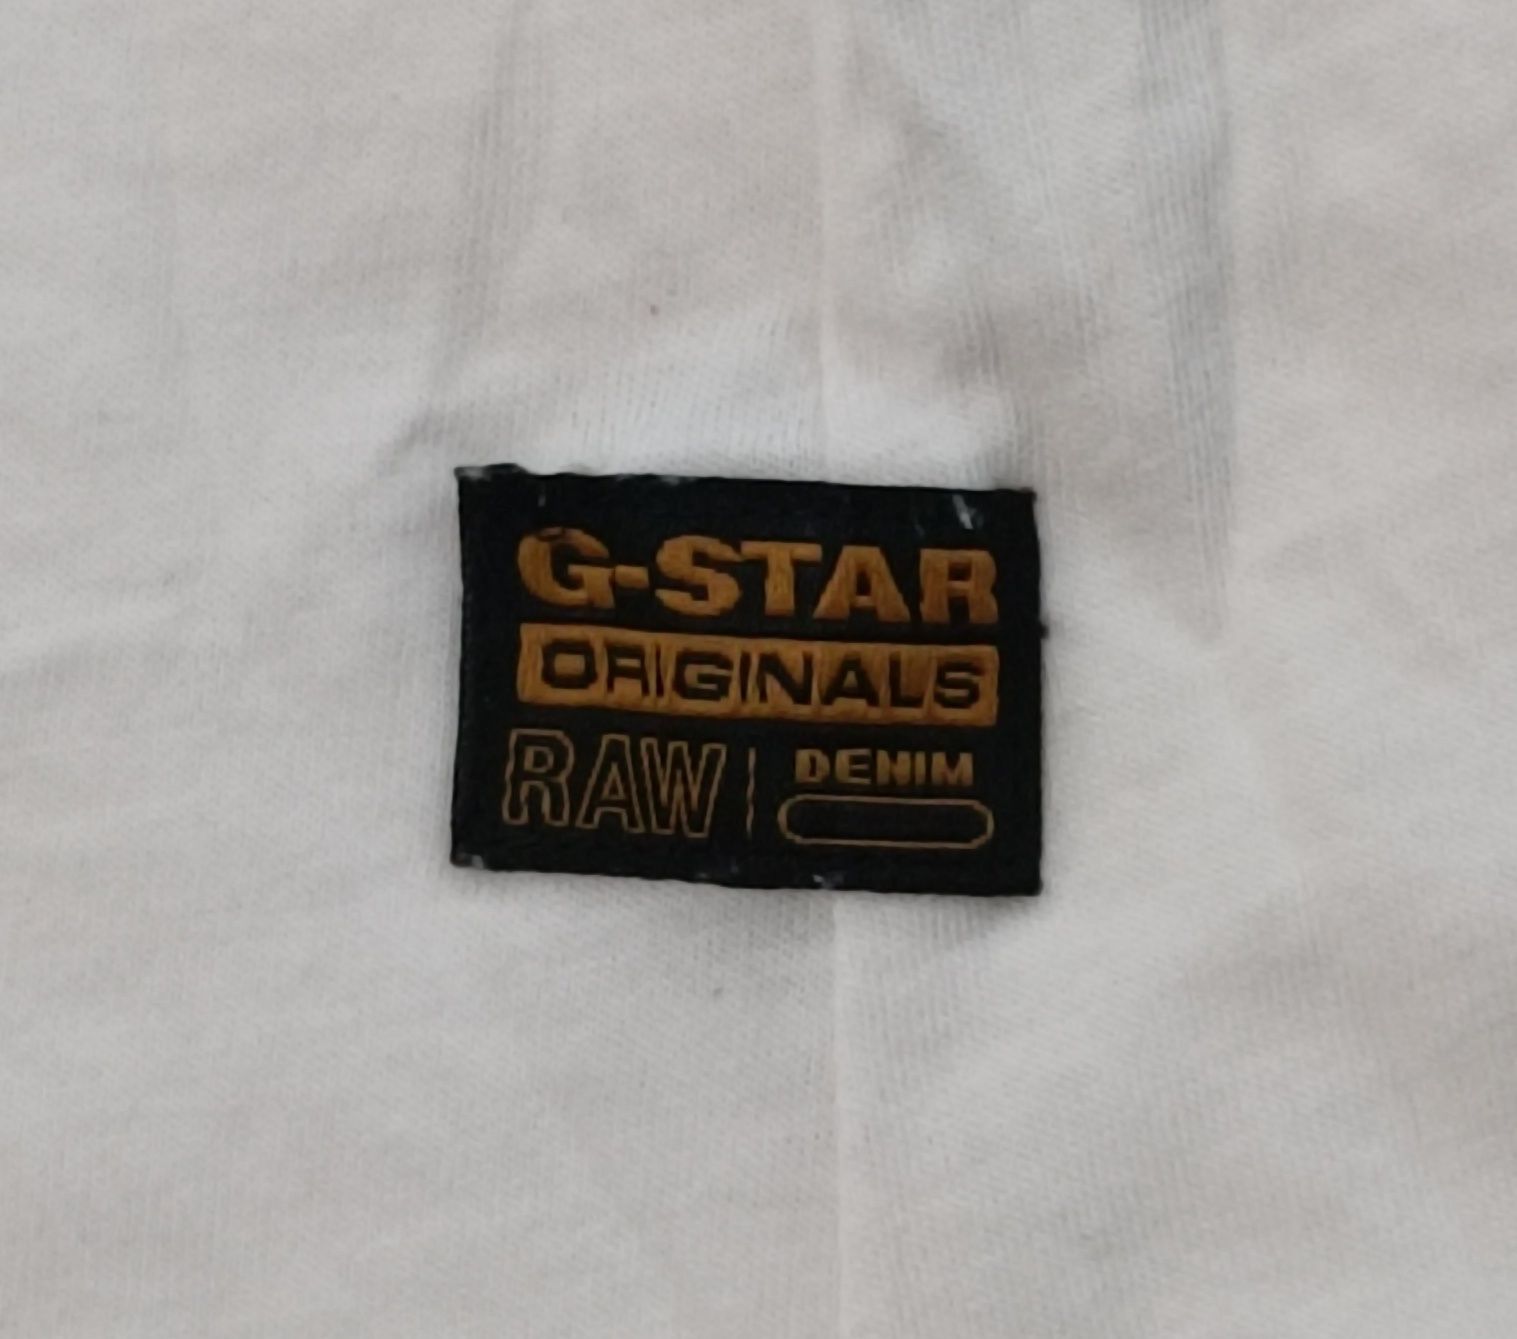 G-STAR
ORIGINALS
RAW | DENIM